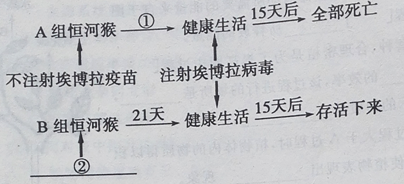 A 组恒河猴 ① 健康生活 15天后 全部死亡
不注射埃博拉疫苗 注射埃博拉病毒
B 组恒河猴 21天 健康生活 15天后 存活下来
②